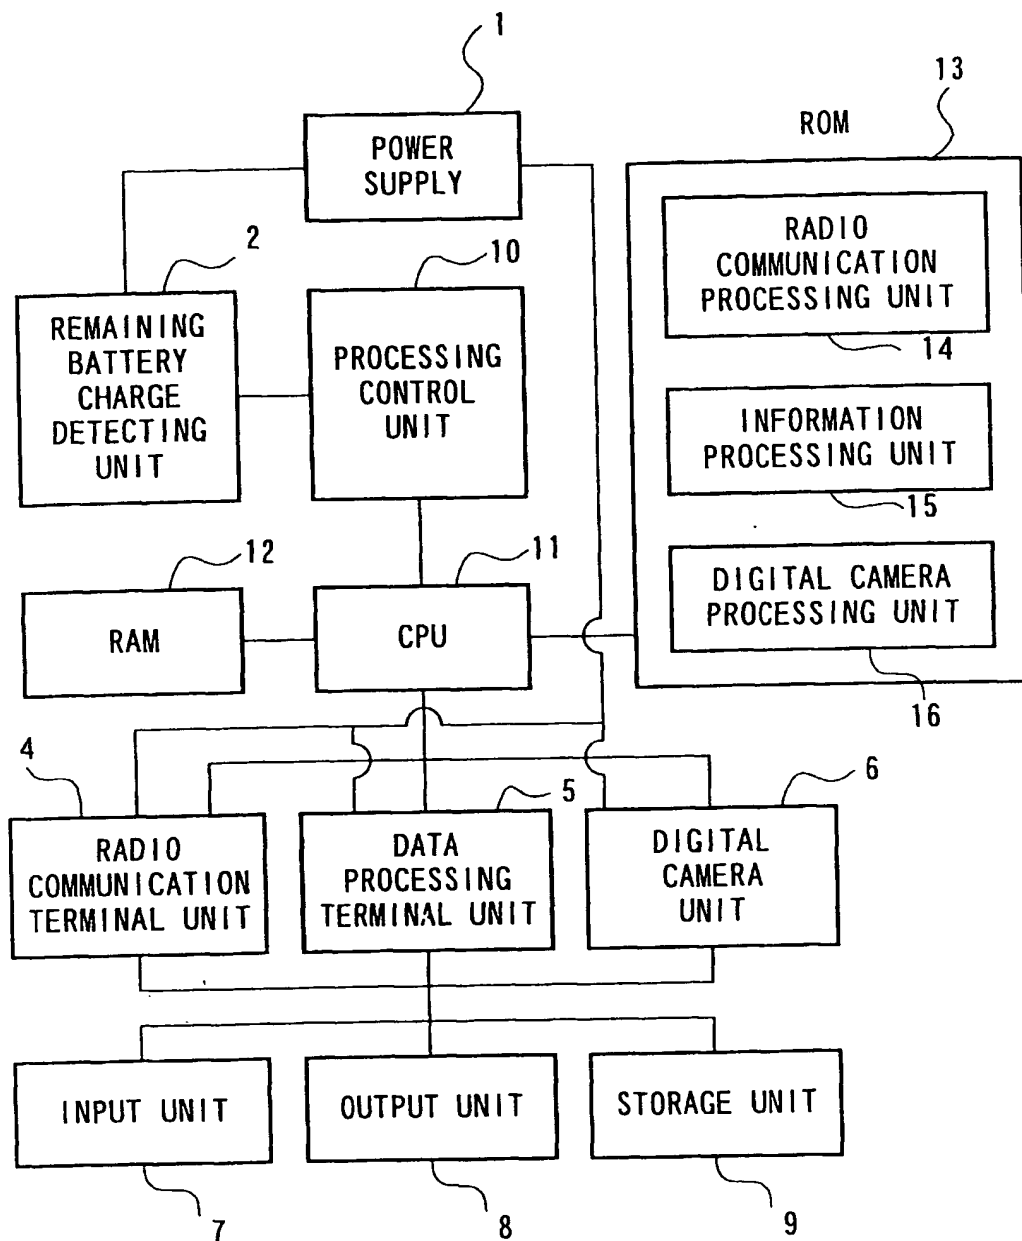 1
13
POWER
SUPPLY
ROM
2
10
RADIO
COMMUNICATION
PROCESSING UNIT
14
REMAINING
BATTERY
CHARGE
DETECTING
UNIT
PROCESSING
CONTROL
UNIT
INFORMATION
PROCESSING UNIT
15
12
11
RAM
CPU
DIGITAL CAMERA
PROCESSING UNIT
16
4
5
6
RADIO
COMMUNICATION
TERMINAL UNIT
DATA
PROCESSING
TERMINAL UNIT
DIGITAL
CAMERA
UNIT
INPUT UNIT
OUTPUT UNIT
STORAGE UNIT
7
8
9